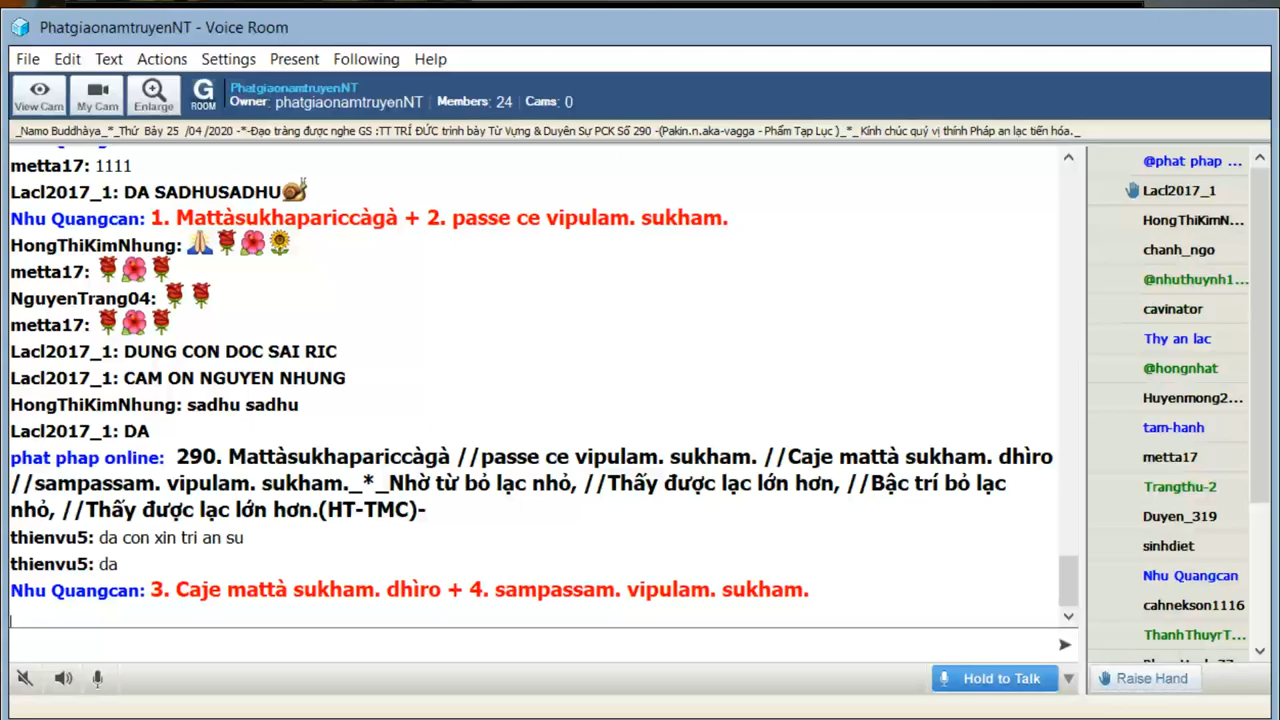 PhatgiaonamtruyenNT - Voice Room
File Edit Text Actions Settings Present Following Help
View Cam My Cam Enlarge G ROOM
PhatgiaonamtruyenNT
Owner: phatgiaonamtruyenNT Members: 24 Cams: 0
_Namo Buddhàya_*_Thứ Bảy 25 /04 /2020 -*-Đạo tràng được nghe GS :TT TRÍ ĐỨC trình bày Từ Vựng & Duyên Sự PCK Số 290 -(Pakin.n.aka-vagga - Phẩm Tạp Lục )_*_ Kính chúc quý vị thính Pháp an lạc tiến hóa._
metta17: 1111
Lacl2017_1: DA SADHUSADHU
Nhu Quangcan: 1. Mattàsukhapariccàgà + 2. passe ce vipulam. sukham.
HongThiKimNhung:
metta17:
NguyenTrang04:
metta17:
Lacl2017_1: DUNG CON DOC SAI RIC
Lacl2017_1: CAM ON NGUYEN NHUNG
HongThiKimNhung: sadhu sadhu
Lacl2017_1: DA
phat phap online: 290. Mattàsukhapariccàgà //passe ce vipulam. sukham. //Caje mattà sukham. dhìro
//sampassam. vipulam. sukham._*_Nhờ từ bỏ lạc nhỏ, //Thấy được lạc lớn hơn, //Bậc trí bỏ lạc
nhỏ, //Thấy được lạc lớn hơn.(HT-TMC)-
thienvu5: da con xin tri an su
thienvu5: da
Nhu Quangcan: 3. Caje mattà sukham. dhìro + 4. sampassam. vipulam. sukham.
@phat phap ...
Lacl2017_1
HongThiKimN...
chanh_ngo
@nhuthuynh1...
cavinator
Thy an lac
@hongnhat
Huyenmong2...
tam-hanh
metta17
Trangthu-2
Duyen_319
sinhdiet
Nhu Quangcan
cahnekson1116
ThanhThuyrT...
Hold to Talk
Raise Hand